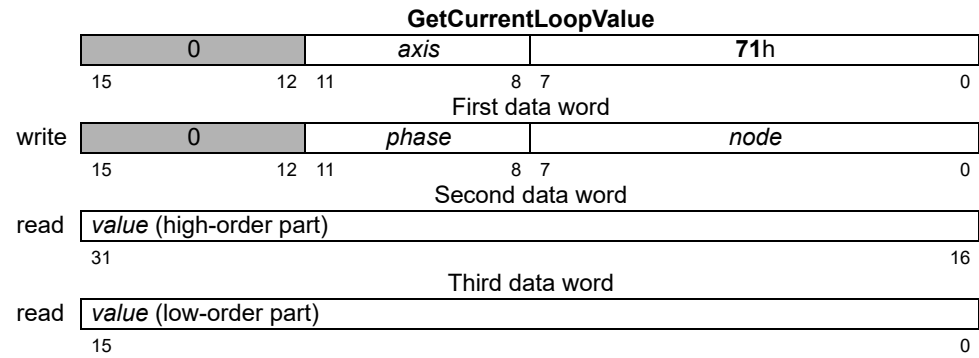 GetCurrentLoopValue
0 axis 71h
15 12 11 8 7 0
First data word
write 0 phase node
15 12 11 8 7 0
Second data word
read value (high-order part)
31 16
Third data word
read value (low-order part)
15 0